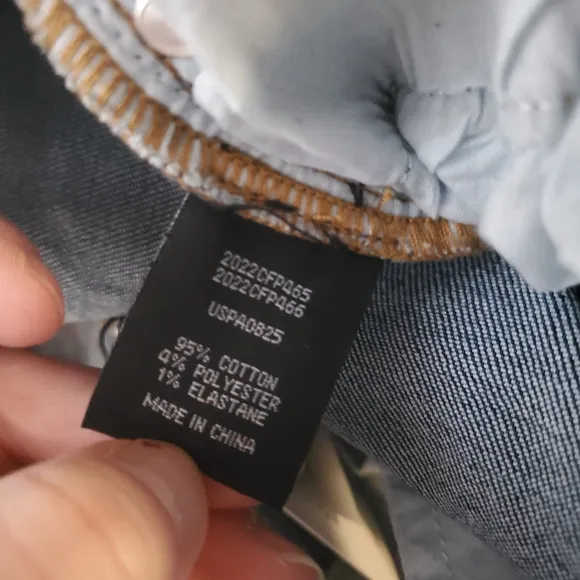 2022CFP465
2022CFP466
USPA0825
95% COTTON
4% POLYESTER
1% ELASTANE
MADE IN CHINA